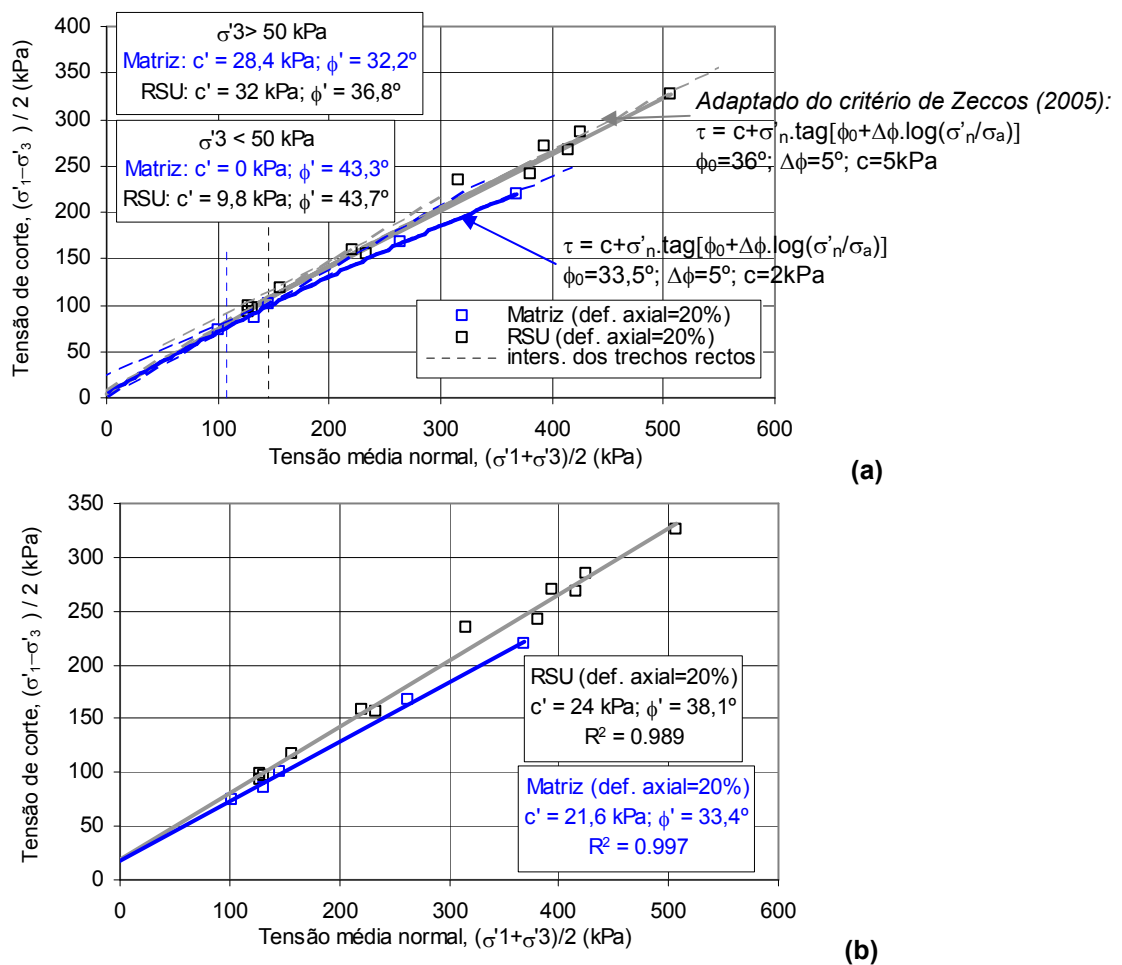 σ'3> 50 kPa
Matriz: c' = 28,4 kPa; ϕ' = 32,2º
RSU: c' = 32 kPa; ϕ' = 36,8º
σ'3 < 50 kPa
Matriz: c' = 0 kPa; ϕ' = 43,3º
RSU: c' = 9,8 kPa; ϕ' = 43,7º
Adaptado do critério de Zeccos (2005):
τ = c+σ'n.tag[ϕ0+Δϕ.log(σ'n/σa)]
ϕ0=36º; Δϕ=5º; c=5kPa
τ = c+σ'n.tag[ϕ0+Δϕ.log(σ'n/σa)]
ϕ0=33,5º; Δϕ=5º; c=2kPa
Matriz (def. axial=20%)
RSU (def. axial=20%)
inters. dos trechos rectos
Tensão de corte, (σ'1−σ'3 ) / 2 (kPa)
400
350
300
250
200
150
100
50
0
0 100 200 300 400 500 600
Tensão média normal, (σ'1+σ'3)/2 (kPa)
(a)
Tensão de corte, (σ'1−σ'3 ) / 2 (kPa)
350
300
250
200
150
100
50
0
RSU (def. axial=20%)
c' = 24 kPa; ϕ' = 38,1º
R² = 0.989
Matriz (def. axial=20%)
c' = 21,6 kPa; ϕ' = 33,4º
R² = 0.997
0 100 200 300 400 500 600
Tensão média normal, (σ'1+σ'3)/2 (kPa)
(b)